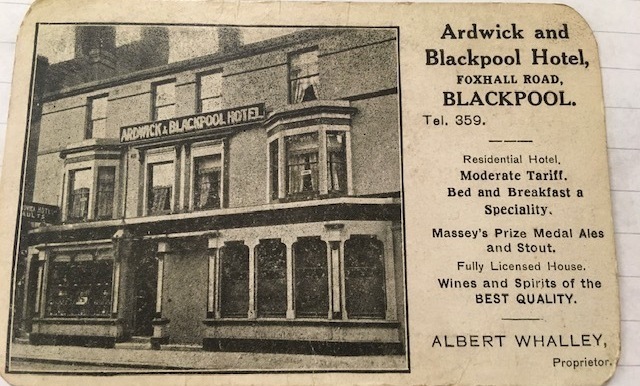 ARDWICK & BLACKPOOL HOTEL
Ardwick and
Blackpool Hotel,
FOXHALL ROAD,
BLACKPOOL.
Tel. 359.
Residential Hotel.
Moderate Tariff.
Bed and Breakfast a
Speciality.
Massey's Prize Medal Ales
and Stout.
Fully Licensed House.
Wines and Spirits of the
BEST QUALITY.
ALBERT WHALLEY,
Proprietor.